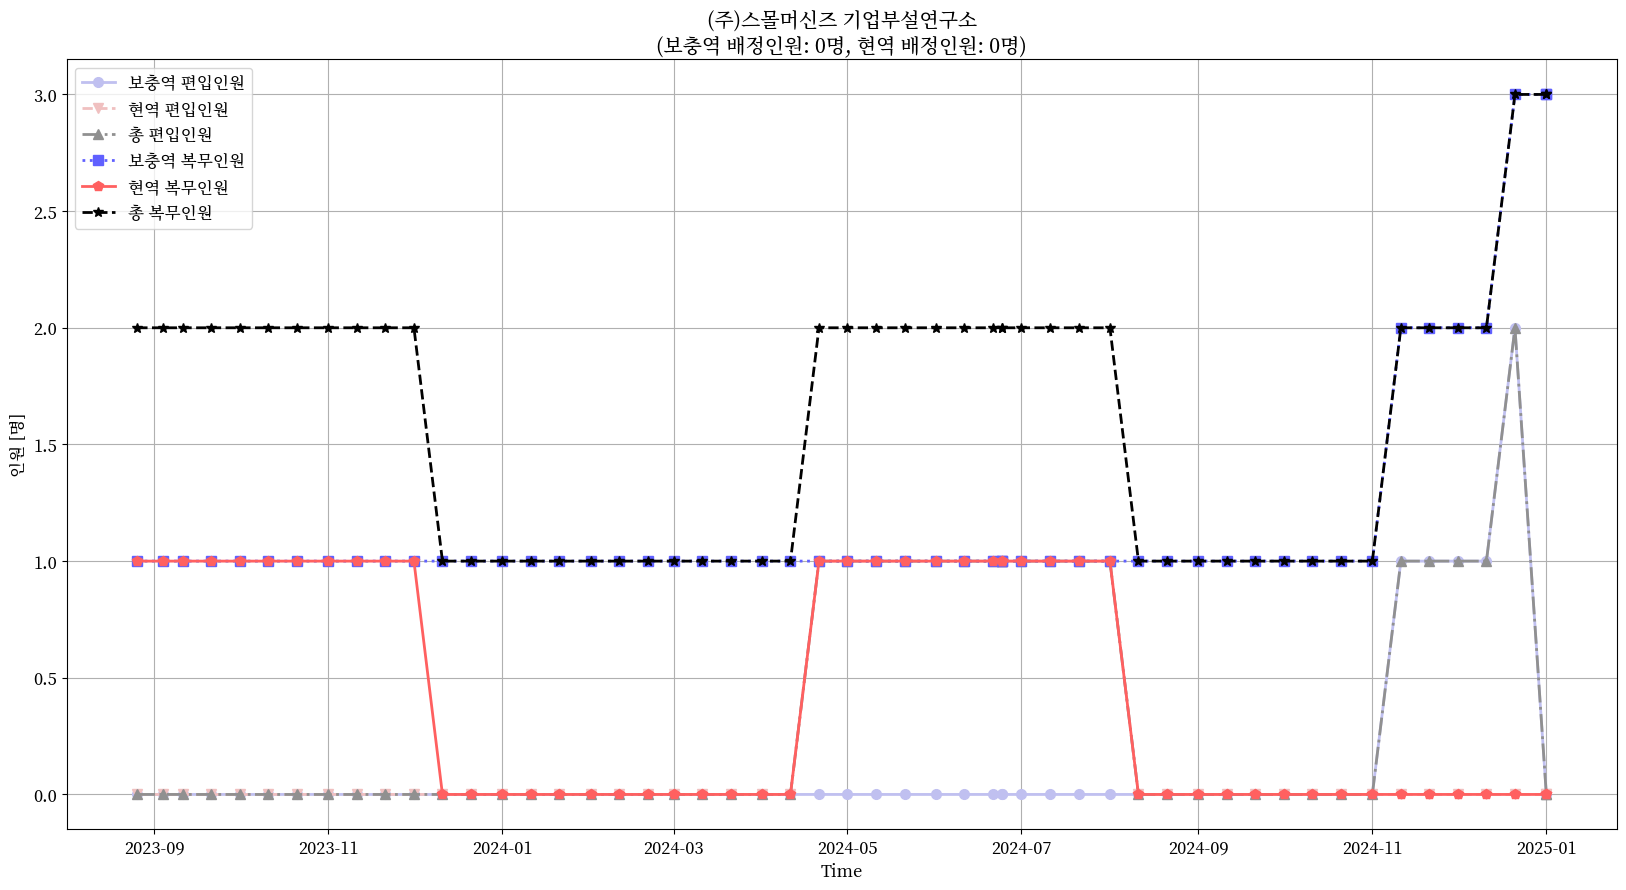 (주)스몰머신즈 기업부설연구소
(보충역 배정인원: 0명, 현역 배정인원: 0명)
보충역 편입인원
현역 편입인원
총 편입인원
보충역 복무인원
현역 복무인원
총 복무인원
인원 [명]
3.0
2.5
2.0
1.5
1.0
0.5
0.0
2023-09
2023-11
2024-01
2024-03
2024-05
2024-07
2024-09
2024-11
2025-01
Time